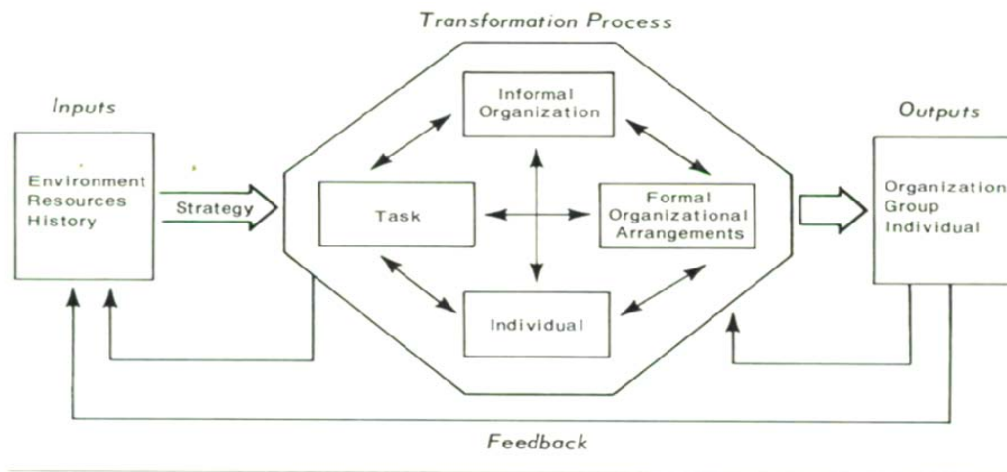 Transformation Process
Inputs
Environment
Resources
History
Strategy
Informal
Organization
Task
Formal
Organizational
Arrangements
Individual
Outputs
Organization
Group
Individual
Feedback